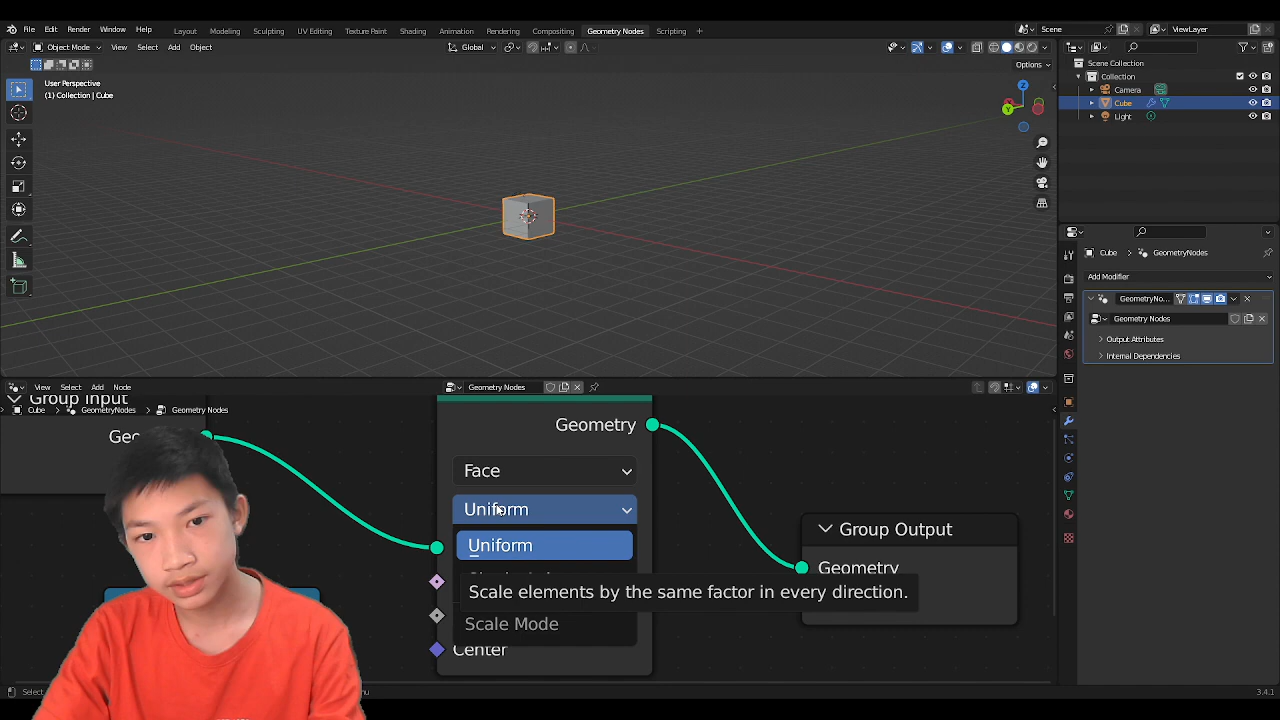 File Edit Render Window Help Layout Modeling Sculpting UV Editing Texture Paint Shading Animation Rendering Compositing Geometry Nodes Scripting + Scene ViewLayer
Object Mode View Select Add Object Global
Options
User Perspective
(1) Collection | Cube
Z
Y
Scene Collection
Collection
Camera
Cube
Light
Cube > GeometryNodes
Add Modifier
GeometryNo...
Geometry Nodes
Output Attributes
Internal Dependencies
View Select Add Node Geometry Nodes
Group Input
Cube > GeometryNodes > Geometry Nodes
Geo
Geometry
Face
Uniform
Uniform
Scale elements by the same factor in every direction.
Scale Mode
Center
Group Output
Geometry
Select
3.4.1